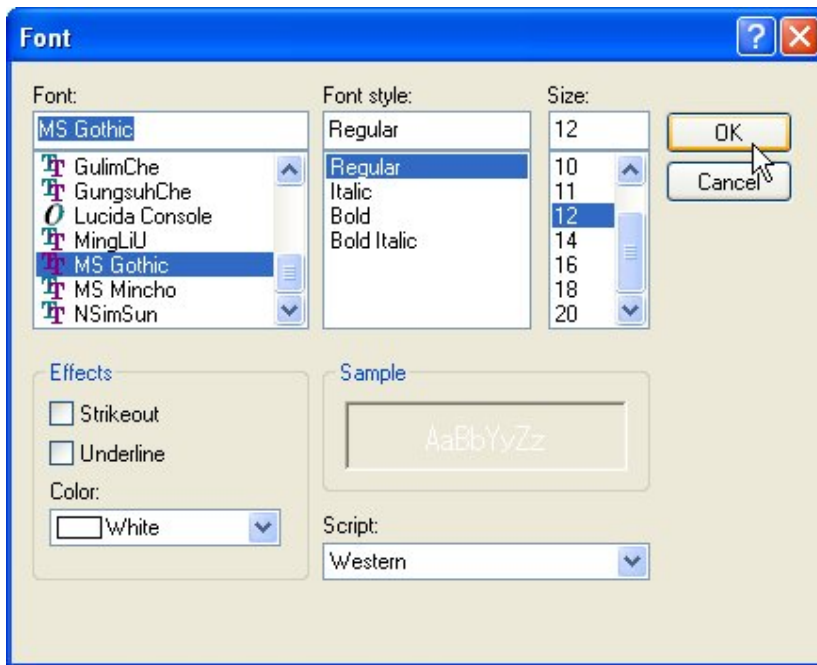 Font
Font:
MS Gothic
GulimChe
GungsuhChe
Lucida Console
MingLiU
MS Gothic
MS Mincho
NSimSun
Font style:
Regular
Regular
Italic
Bold
Bold Italic
Size:
12
10
11
12
14
16
18
20
OK
Cancel
Effects
Strikeout
Underline
Color:
White
Sample
AaBbYyZz
Script:
Western